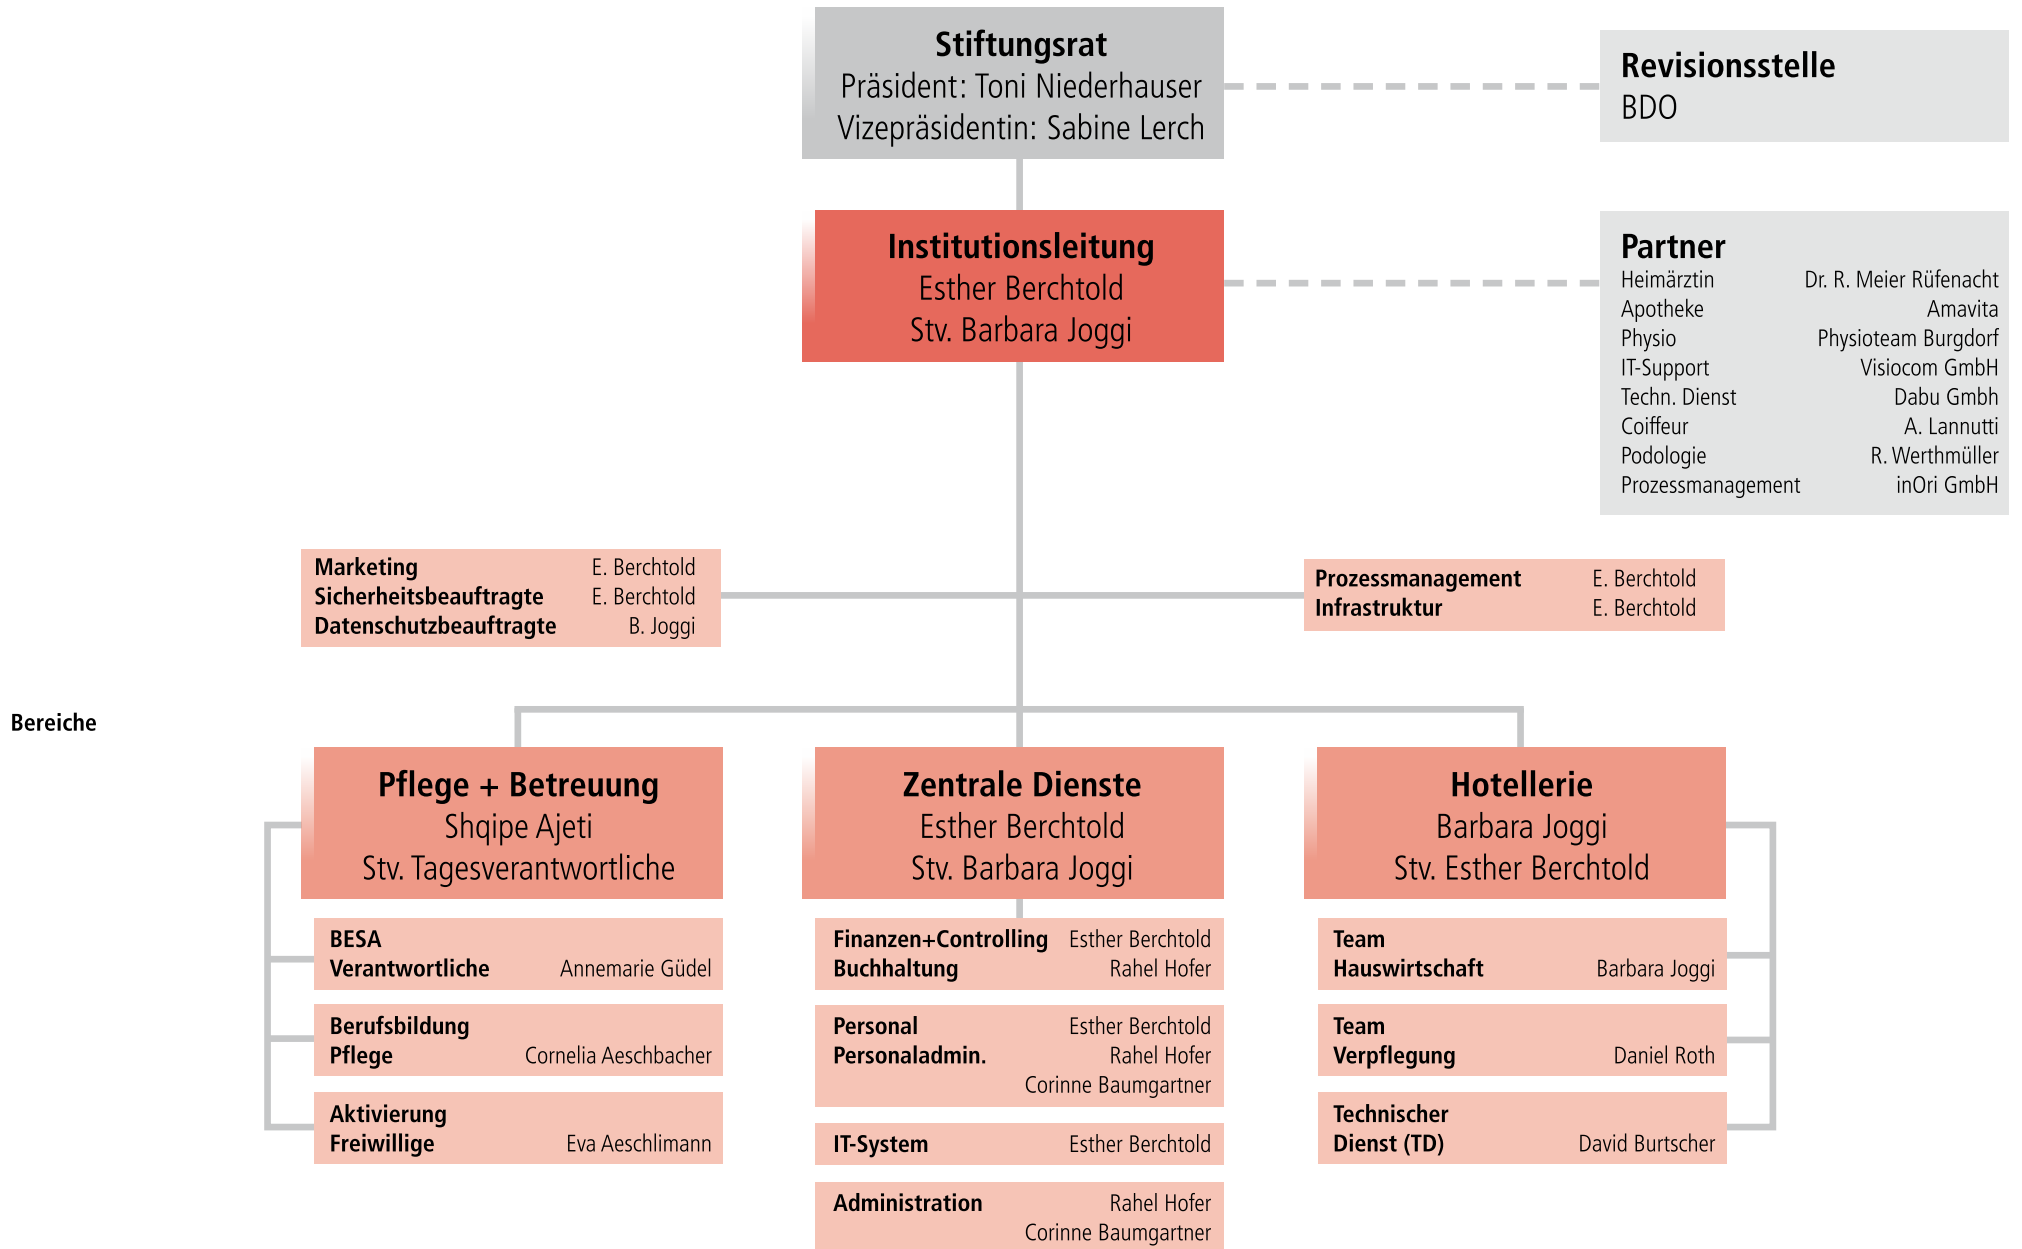 Stiftungsrat
Präsident: Toni Niederhauser
Vizepräsidentin: Sabine Lerch
Revisionsstelle
BDO
Institutionsleitung
Esther Berchtold
Stv. Barbara Joggi
Partner
Heimärztin Dr. R. Meier Rüfenacht
Apotheke Amavita
Physio Physioteam Burgdorf
IT-Support Visiocom GmbH
Techn. Dienst Dabu Gmbh
Coiffeur A. Lannutti
Podologie R. Werthmüller
Prozessmanagement inOri GmbH
Marketing E. Berchtold
Sicherheitsbeauftragte E. Berchtold
Datenschutzbeauftragte B. Joggi
Prozessmanagement E. Berchtold
Infrastruktur E. Berchtold
Bereiche
Pflege + Betreuung
Shqipe Ajeti
Stv. Tagesverantwortliche
BESA
Verantwortliche Annemarie Güdel
Berufsbildung
Pflege Cornelia Aeschbacher
Aktivierung
Freiwillige Eva Aeschlimann
Zentrale Dienste
Esther Berchtold
Stv. Barbara Joggi
Finanzen+Controlling Esther Berchtold
Buchhaltung Rahel Hofer
Personal Esther Berchtold
Personaladmin. Rahel Hofer
Corinne Baumgartner
IT-System Esther Berchtold
Administration Rahel Hofer
Corinne Baumgartner
Hotellerie
Barbara Joggi
Stv. Esther Berchtold
Team
Hauswirtschaft Barbara Joggi
Team
Verpflegung Daniel Roth
Technischer
Dienst (TD) David Burtscher